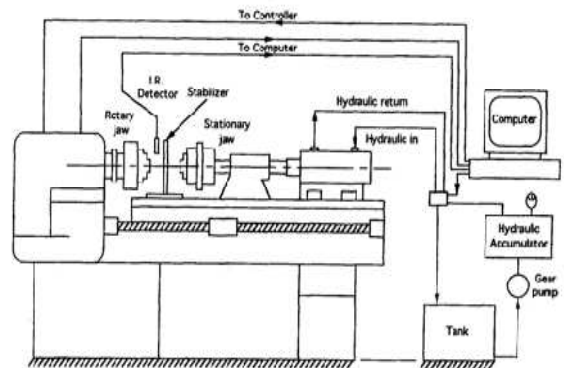 To Controller
To Computer
I.R.
Detector
Stabilizer
Rotary
jaw
Stationary
jaw
Hydraulic return
Hydraulic in
Computer
Hydraulic
Accumulator
Gear
pump
Tank